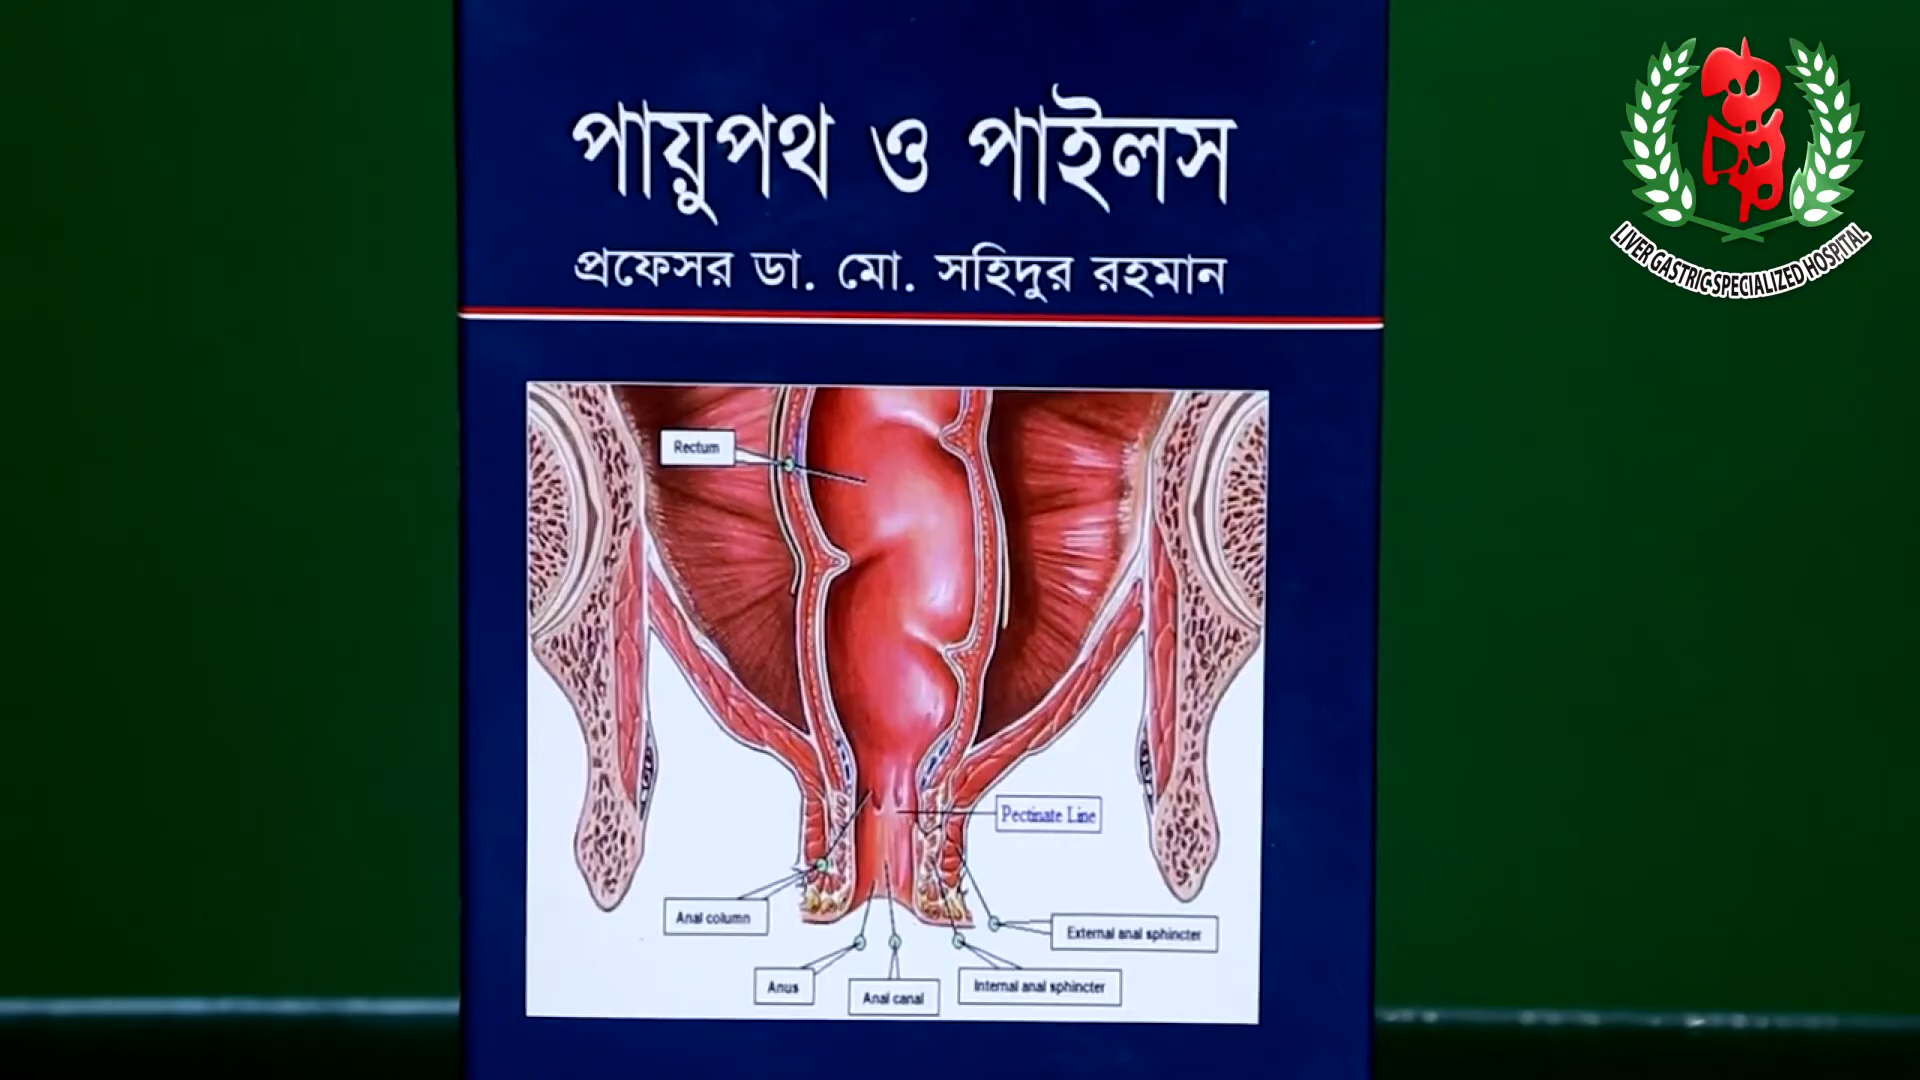 পায়ুপথ ও পাইলস
প্রফেসর ডা. মো. সহিদুর রহমান
Rectum
Pectinate Line
Anal column
External anal sphincter
Anus
Anal canal
Internal anal sphincter
LIVER GASTRIC SPECIALIZED HOSPITAL